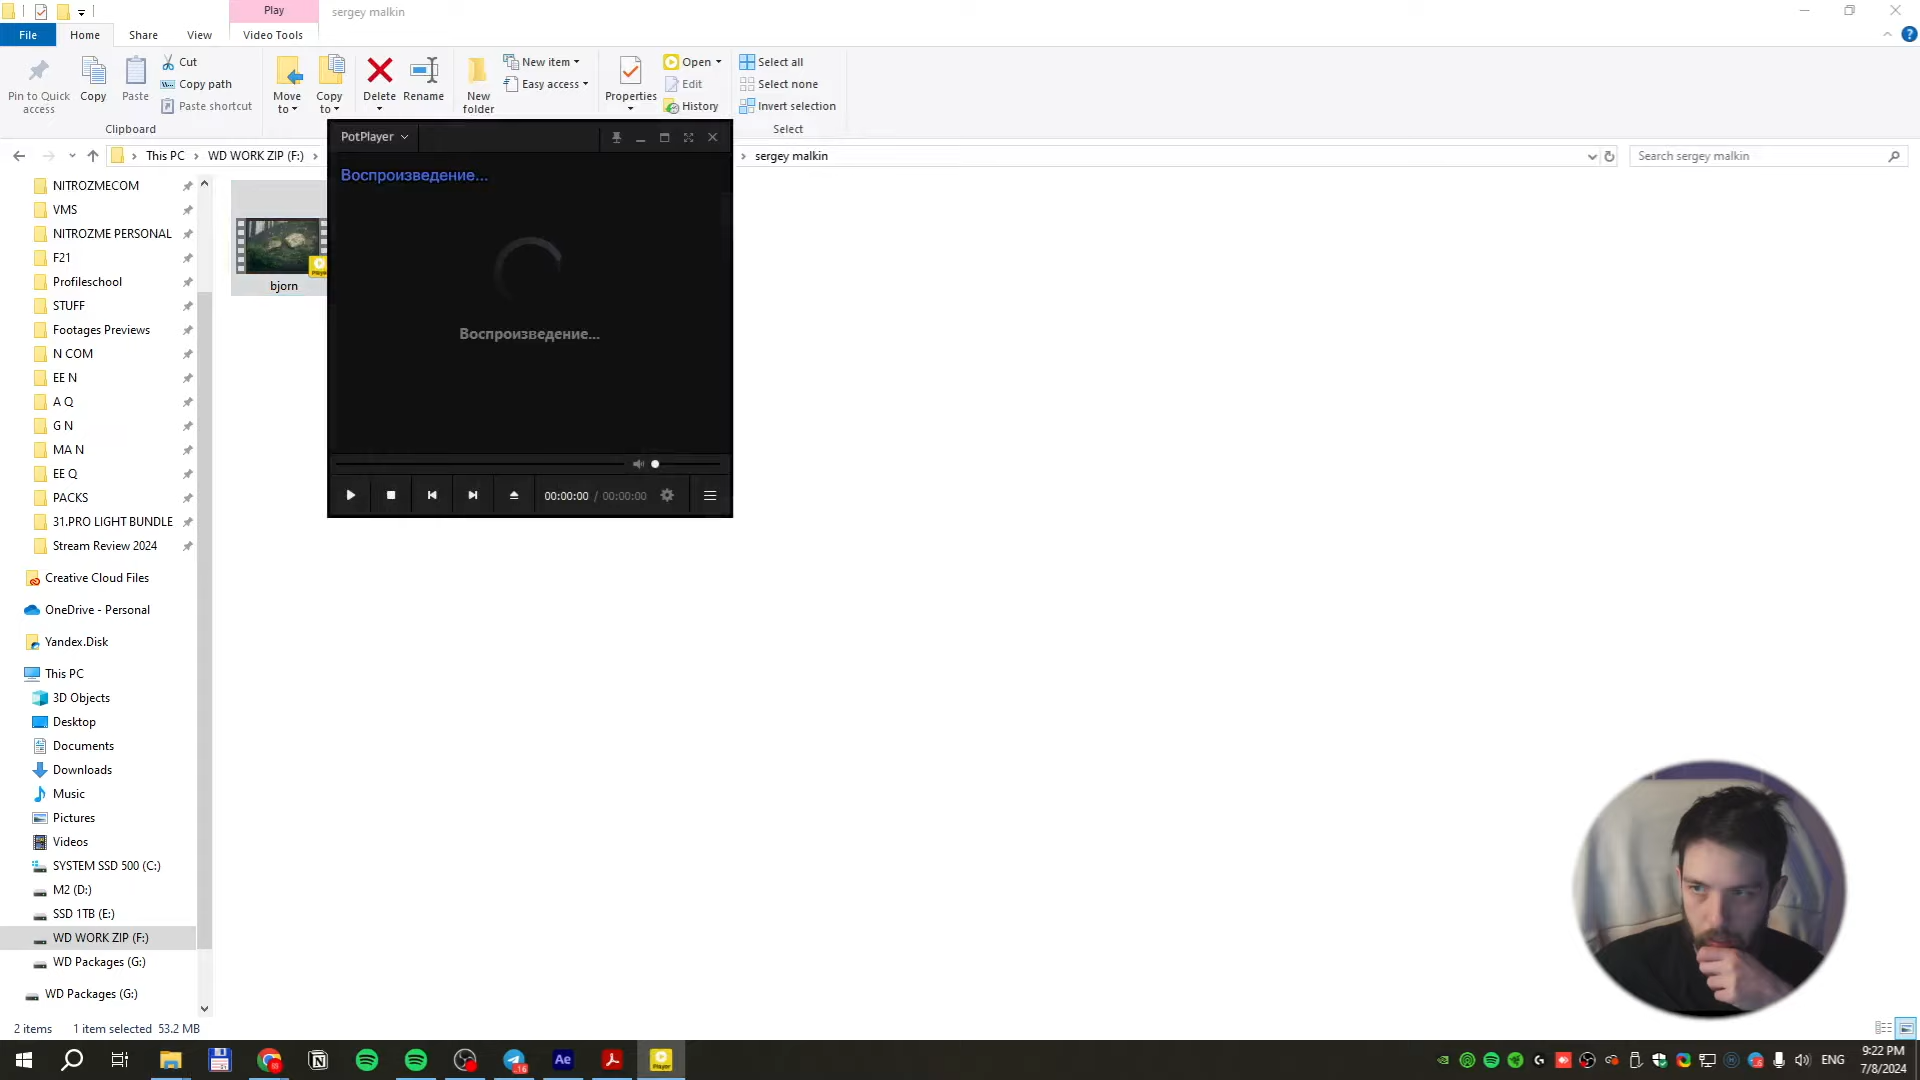 Play
sergey malkin
File
Home
Share
View
Video Tools
Pin to Quick access
Copy
Paste
Cut
Copy path
Paste shortcut
Clipboard
Move to
Copy to
Delete
Rename
New folder
New item
Easy access
Properties
Open
Edit
History
Select all
Select none
Invert selection
Select
This PC
WD WORK ZIP (F:)
sergey malkin
Search sergey malkin
NITROZMECOM
VMS
NITROZME PERSONAL
F21
Profileschool
STUFF
Footages Previews
N COM
EE N
A Q
G N
MA N
EE Q
PACKS
31.PRO LIGHT BUNDLE
Stream Review 2024
Creative Cloud Files
OneDrive - Personal
Yandex.Disk
This PC
3D Objects
Desktop
Documents
Downloads
Music
Pictures
Videos
SYSTEM SSD 500 (C:)
M2 (D:)
SSD 1TB (E:)
WD WORK ZIP (F:)
WD Packages (G:)
WD Packages (G:)
bjorn
PotPlayer
Воспроизведение...
Воспроизведение...
00:00:00 / 00:00:00
2 items
1 item selected 53.2 MB
Ae
ENG
9:22 PM
7/8/2024